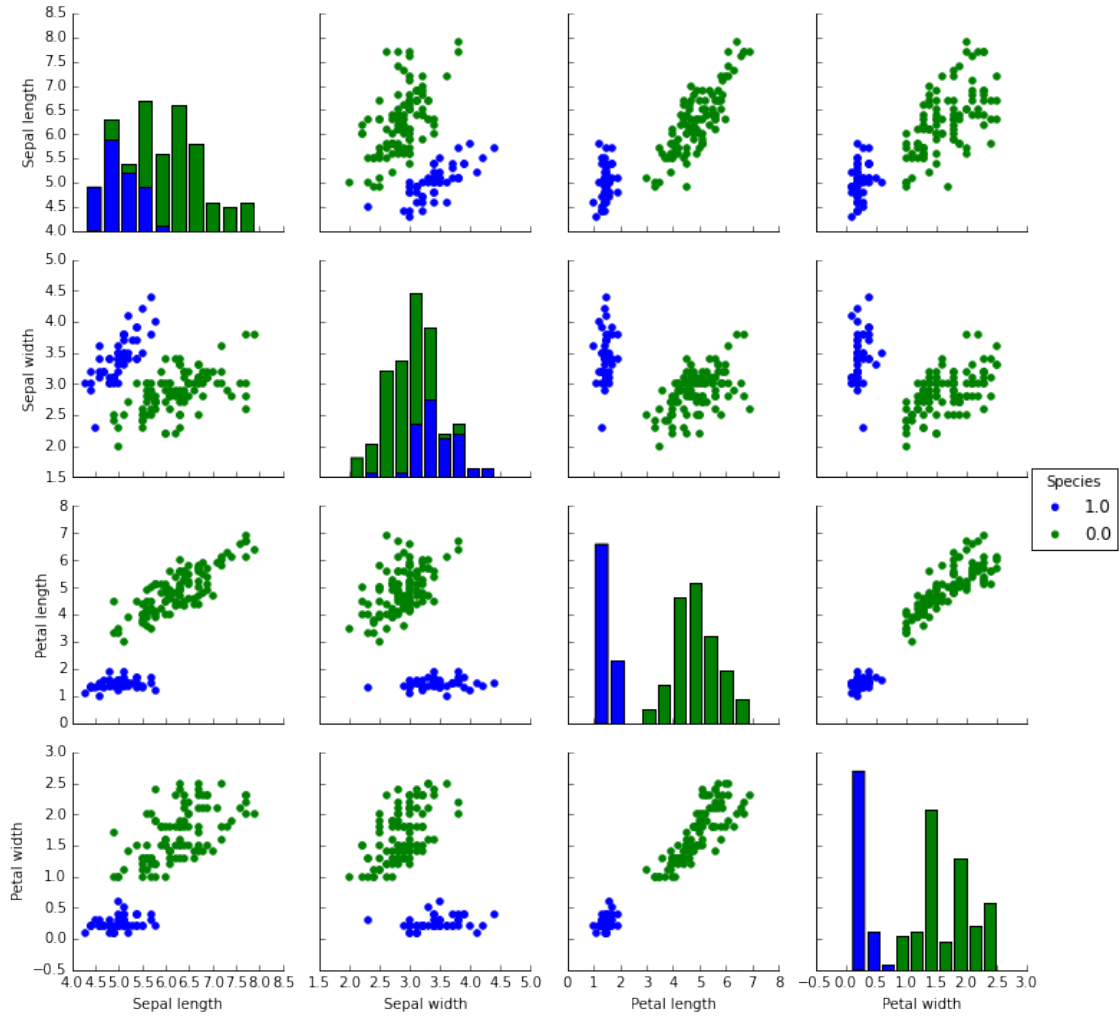 8.5
8.0
7.5
7.0
6.5
6.0
5.5
5.0
4.5
4.0
Sepal length
5.0
4.5
4.0
3.5
3.0
2.5
2.0
1.5
Sepal width
Species
1.0
0.0
8
7
6
5
4
3
2
1
0
Petal length
3.0
2.5
2.0
1.5
1.0
0.5
0.0
−0.5
Petal width
4.0 4.5 5.0 5.5 6.0 6.5 7.0 7.5 8.0 8.5
Sepal length
1.5 2.0 2.5 3.0 3.5 4.0 4.5 5.0
Sepal width
0 1 2 3 4 5 6 7 8
Petal length
−0.5 0.0 0.5 1.0 1.5 2.0 2.5 3.0
Petal width